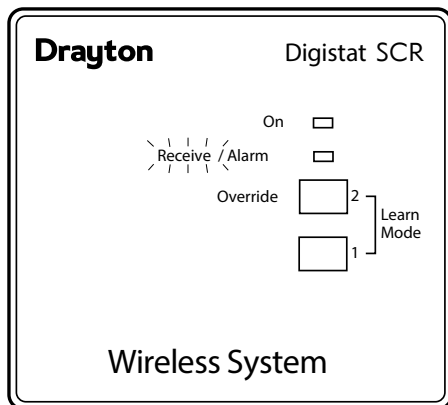 Drayton Digistat SCR
On
Receive / Alarm
Override 2
Learn
Mode
1
Wireless System